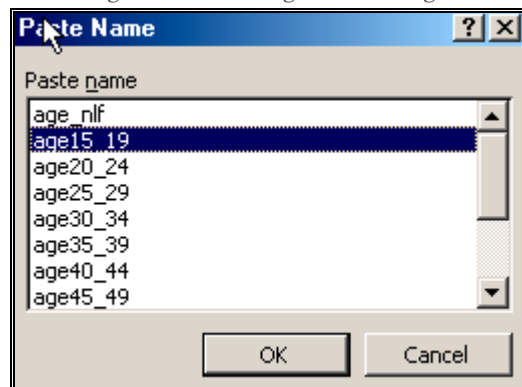 Paste Name
Paste name
age_nlf
age15_19
age20_24
age25_29
age30_34
age35_39
age40_44
age45_49
OK
Cancel